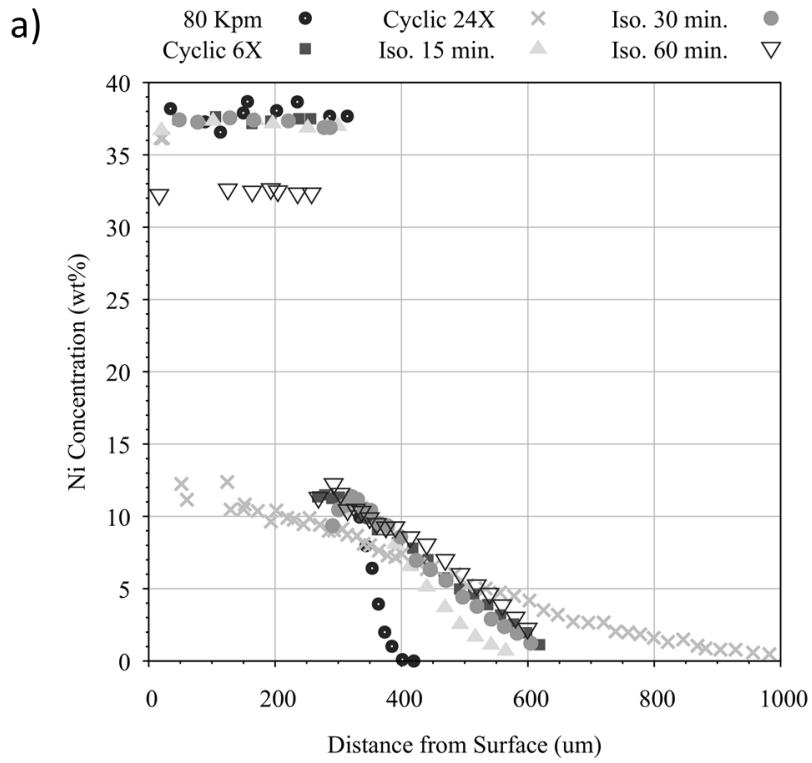 a)
80 Kpm Cyclic 24X Iso. 30 min.
Cyclic 6X Iso. 15 min. Iso. 60 min.
40
35
30
25
20
15
10
5
0
Ni Concentration (wt%)
0 200 400 600 800 1000
Distance from Surface (um)